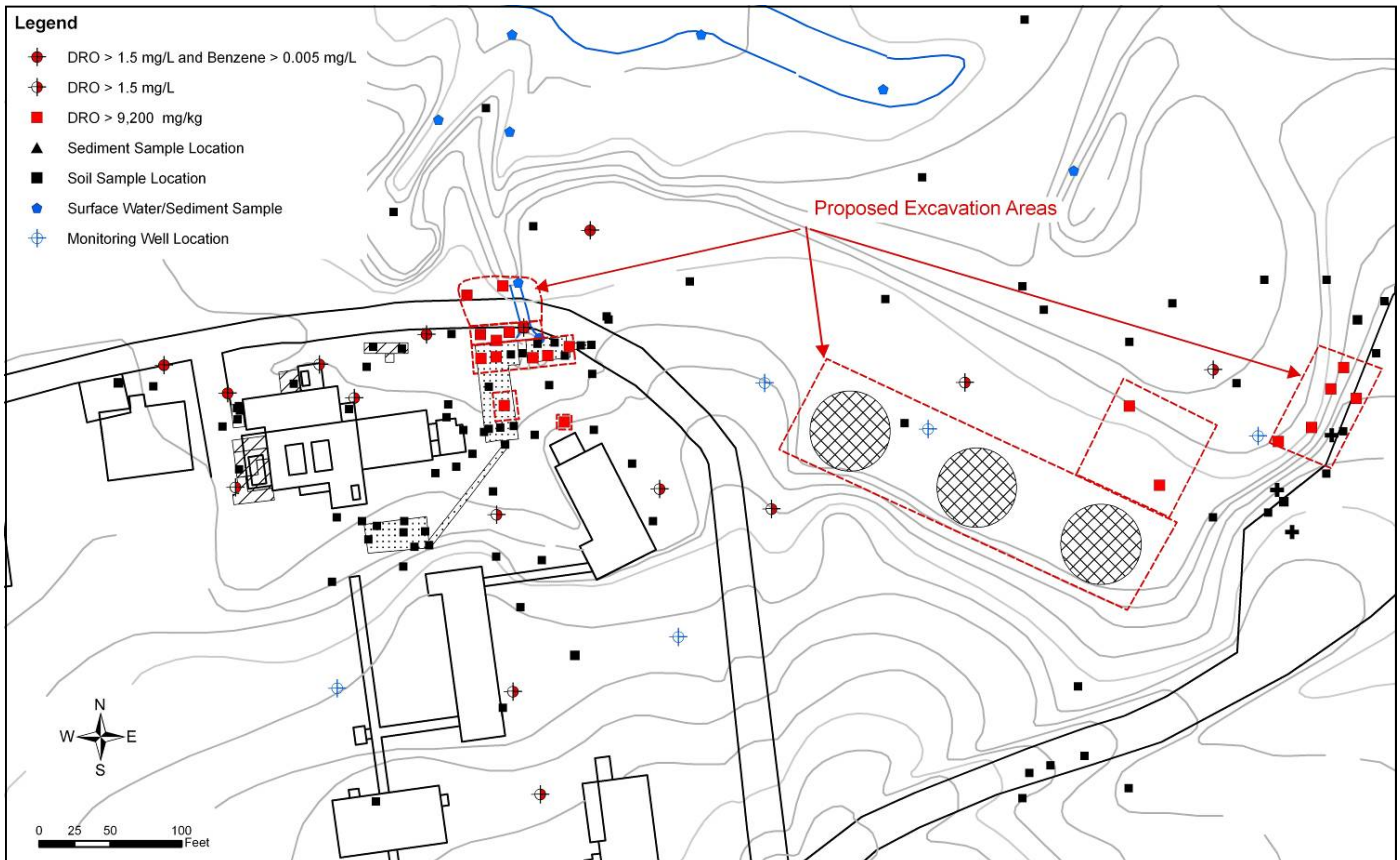 Legend
DRO > 1.5 mg/L and Benzene > 0.005 mg/L
DRO > 1.5 mg/L
DRO > 9,200 mg/kg
Sediment Sample Location
Soil Sample Location
Surface Water/Sediment Sample
Monitoring Well Location
Proposed Excavation Areas
N
W E
S
0 25 50 100
Feet